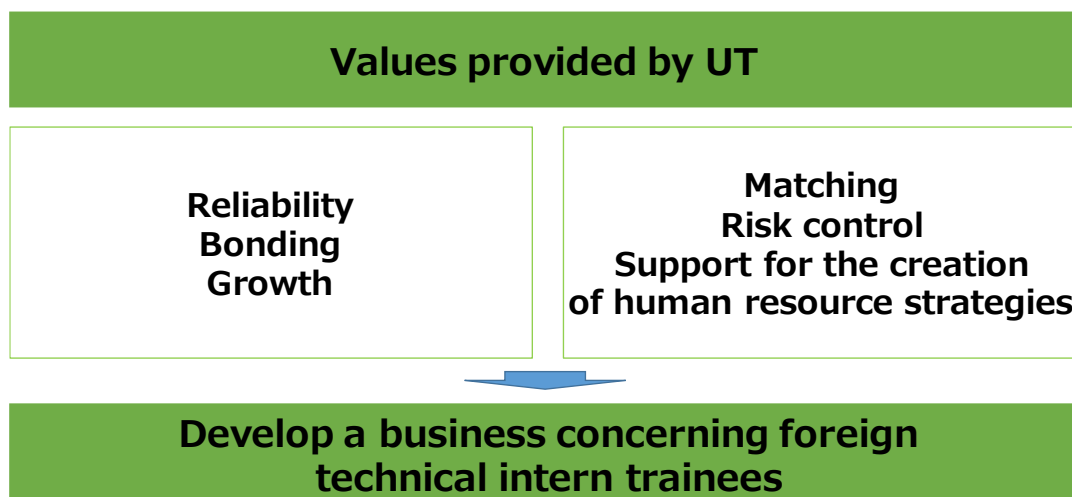 Values provided by UT
Reliability
Bonding
Growth
Matching
Risk control
Support for the creation
of human resource strategies
Develop a business concerning foreign
technical intern trainees